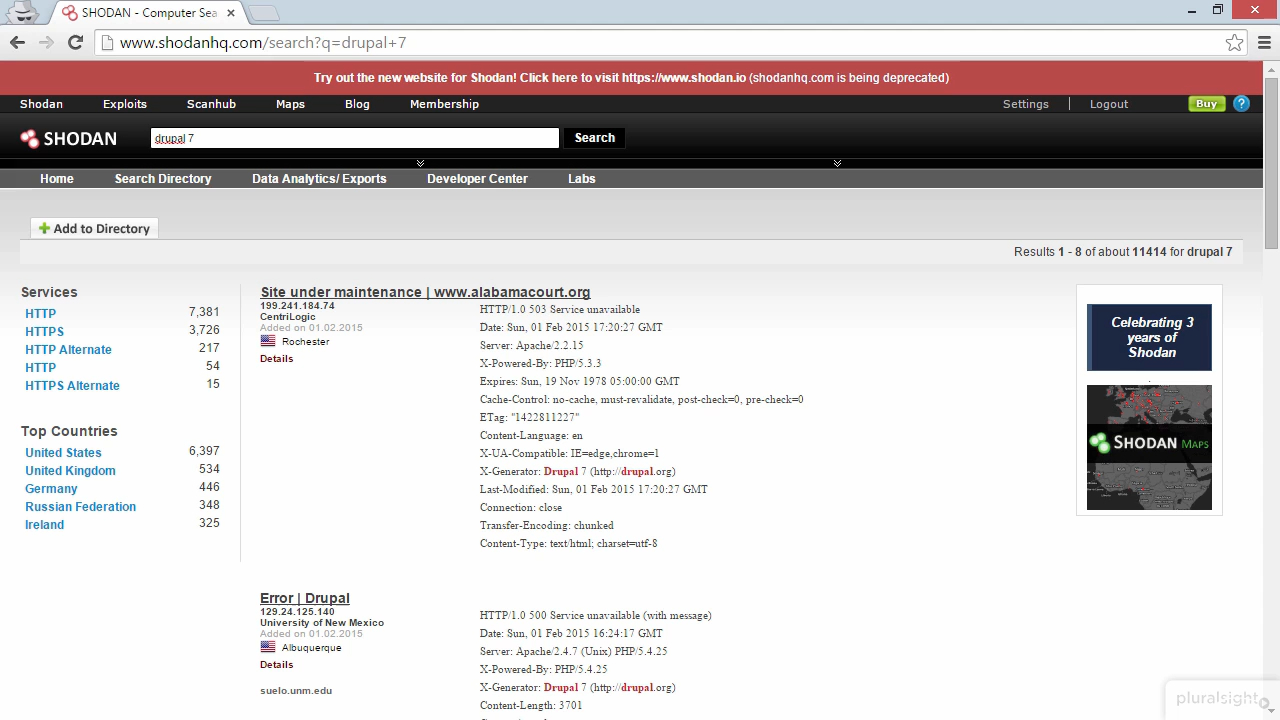 SHODAN - Computer Sea
www.shodanhq.com/search?q=drupal+7
Try out the new website for Shodan! Click here to visit https://www.shodan.io (shodanhq.com is being deprecated)
Shodan Exploits Scanhub Maps Blog Membership Settings Logout Buy ?
SHODAN drupal 7 Search
Home Search Directory Data Analytics/ Exports Developer Center Labs
Add to Directory
Results 1 - 8 of about 11414 for drupal 7
Services
HTTP 7,381
HTTPS 3,726
HTTP Alternate 217
HTTP 54
HTTPS Alternate 15
Top Countries
United States 6,397
United Kingdom 534
Germany 446
Russian Federation 348
Ireland 325
Site under maintenance | www.alabamacourt.org
199.241.184.74
CentriLogic
Added on 01.02.2015
Rochester
Details
HTTP/1.0 503 Service unavailable
Date: Sun, 01 Feb 2015 17:20:27 GMT
Server: Apache/2.2.15
X-Powered-By: PHP/5.3.3
Expires: Sun, 19 Nov 1978 05:00:00 GMT
Cache-Control: no-cache, must-revalidate, post-check=0, pre-check=0
ETag: "1422811227"
Content-Language: en
X-UA-Compatible: IE=edge,chrome=1
X-Generator: Drupal 7 (http://drupal.org)
Last-Modified: Sun, 01 Feb 2015 17:20:27 GMT
Connection: close
Transfer-Encoding: chunked
Content-Type: text/html; charset=utf-8
Error | Drupal
129.24.125.140
University of New Mexico
Added on 01.02.2015
Albuquerque
Details
suelo.unm.edu
HTTP/1.0 500 Service unavailable (with message)
Date: Sun, 01 Feb 2015 16:24:17 GMT
Server: Apache/2.4.7 (Unix) PHP/5.4.25
X-Powered-By: PHP/5.4.25
X-Generator: Drupal 7 (http://drupal.org)
Content-Length: 3701
Celebrating 3
years of
Shodan
SHODAN MAPS
pluralsight